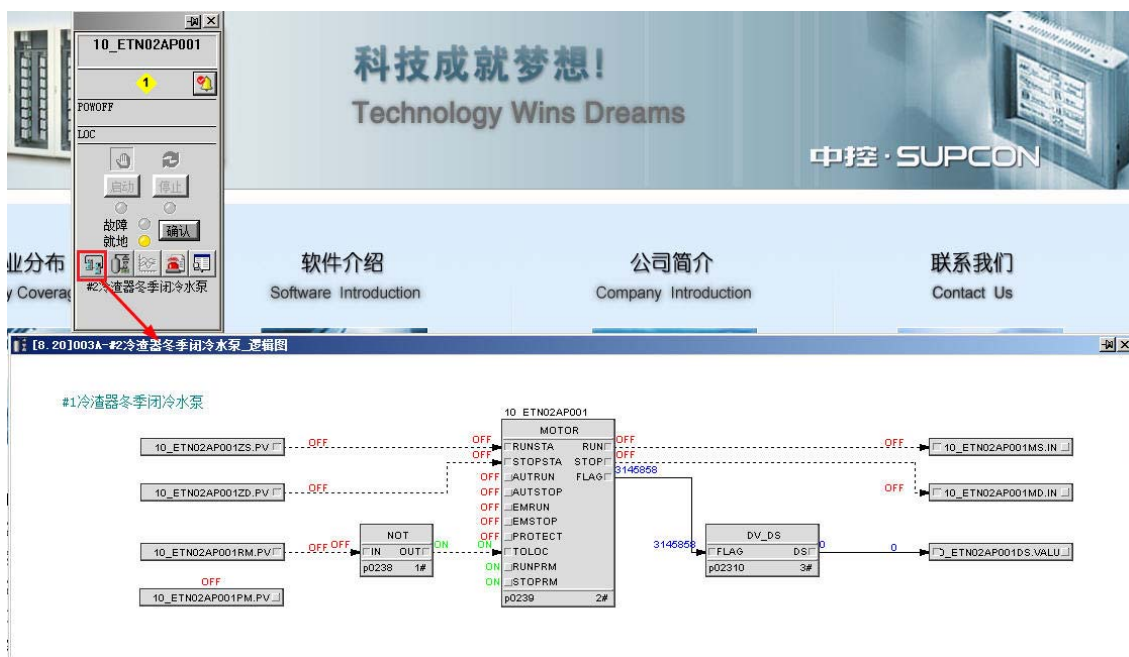 10_ETN02AP001
1
POWOFF
LOC
启动 停止
故障 确认
就地
#2冷渣器冬季闭冷水泵
科技成就梦想!
Technology Wins Dreams
中控·SUPCON
业分布
y Coverag
软件介绍
Software Introduction
公司简介
Company Introduction
联系我们
Contact Us
[8.20]003A-#2冷渣器冬季闭冷水泵_逻辑图
#1冷渣器冬季闭冷水泵
10_ETN02AP001
MOTOR
10_ETN02AP001ZS.PV OFF OFF RUNSTA RUN OFF OFF 10_ETN02AP001MS.IN
OFF STOPSTA STOP OFF
10_ETN02AP001ZD.PV OFF OFF AUTRUN FLAG 3145858
OFF AUTSTOP OFF 10_ETN02AP001MD.IN
OFF EMRUN
OFF EMSTOP
NOT OFF PROTECT DV_DS
10_ETN02AP001RM.PV OFF OFF IN OUT ON ON TOLOC 3145858 FLAG DS 0 0 _ETN02AP001DS.VALU
p0238 1# ON RUNPRM p02310 3#
OFF ON STOPRM
10_ETN02AP001PM.PV p0239 2#